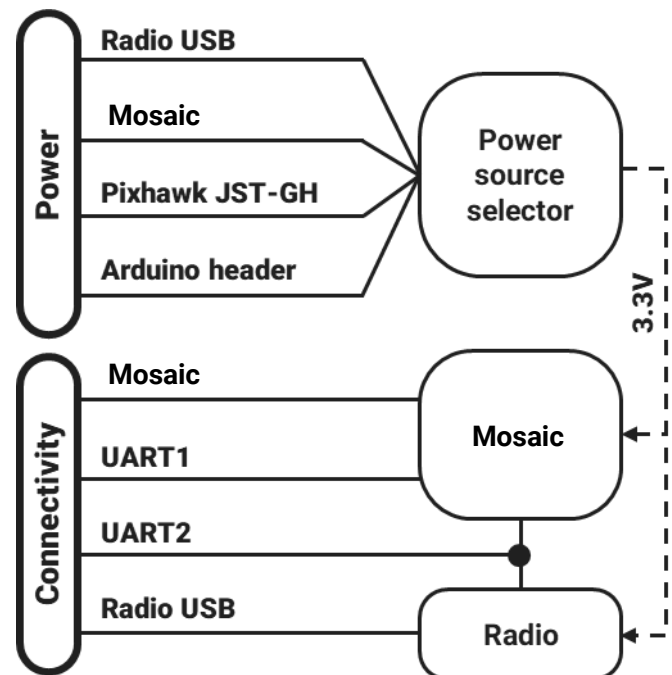 Power
Radio USB
Mosaic
Pixhawk JST-GH
Arduino header
Power
source
selector
3.3V
Connectivity
Mosaic
UART1
UART2
Radio USB
Mosaic
Radio